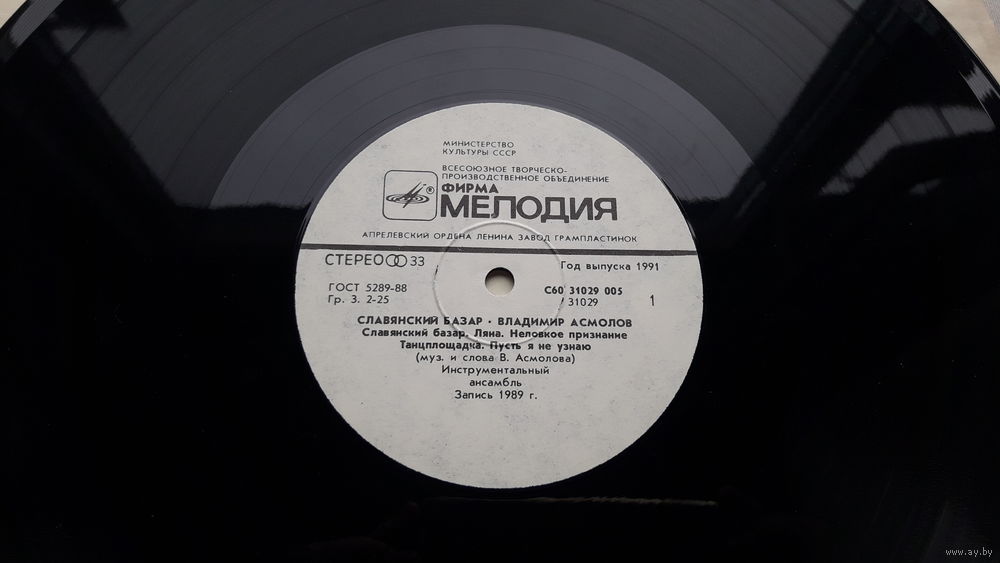 МИНИСТЕРСТВО
КУЛЬТУРЫ СССР
ВСЕСОЮЗНОЕ ТВОРЧЕСКО-
ПРОИЗВОДСТВЕННОЕ ОБЪЕДИНЕНИЕ
® ФИРМА
МЕЛОДИЯ
АПРЕЛЕВСКИЙ ОРДЕНА ЛЕНИНА ЗАВОД ГРАМПЛАСТИНОК
СТЕРЕО 33 Год выпуска 1991
ГОСТ 5289-88 С60 31029 005
Гр. 3. 2-25 / 31029 1
СЛАВЯНСКИЙ БАЗАР · ВЛАДИМИР АСМОЛОВ
Славянский базар. Ляна. Неловкое признание
Танцплощадка. Пусть я не узнаю
(муз. и слова В. Асмолова)
Инструментальный
ансамбль
Запись 1989 г.
www.ay.by